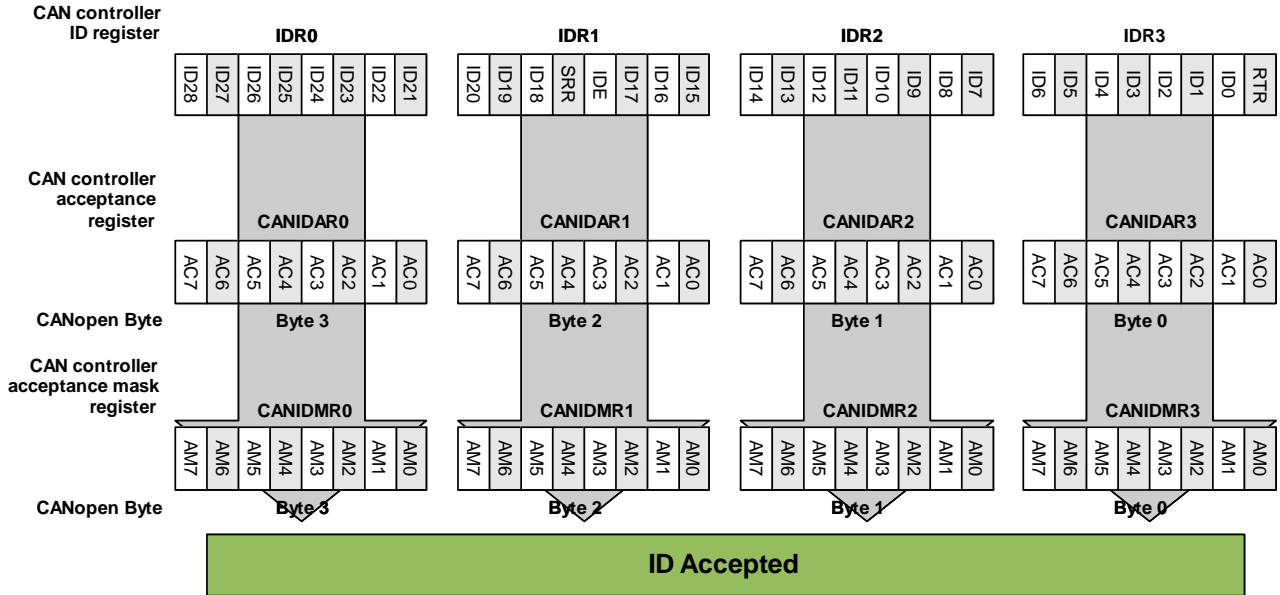 CAN controller
ID register
IDR0 IDR1 IDR2 IDR3
ID28 ID27 ID26 ID25 ID24 ID23 ID22 ID21 ID20 ID19 ID18 SRR IDE ID17 ID16 ID15 ID14 ID13 ID12 ID11 ID10 ID9 ID8 ID7 ID6 ID5 ID4 ID3 ID2 ID1 ID0 RTR
CAN controller
acceptance
register
CANIDAR0 CANIDAR1 CANIDAR2 CANIDAR3
AC7 AC6 AC5 AC4 AC3 AC2 AC1 AC0 AC7 AC6 AC5 AC4 AC3 AC2 AC1 AC0 AC7 AC6 AC5 AC4 AC3 AC2 AC1 AC0 AC7 AC6 AC5 AC4 AC3 AC2 AC1 AC0
CANopen Byte Byte 3 Byte 2 Byte 1 Byte 0
CAN controller
acceptance mask
register
CANIDMR0 CANIDMR1 CANIDMR2 CANIDMR3
AM7 AM6 AM5 AM4 AM3 AM2 AM1 AM0 AM7 AM6 AM5 AM4 AM3 AM2 AM1 AM0 AM7 AM6 AM5 AM4 AM3 AM2 AM1 AM0 AM7 AM6 AM5 AM4 AM3 AM2 AM1 AM0
CANopen Byte Byte 3 Byte 2 Byte 1 Byte 0
ID Accepted